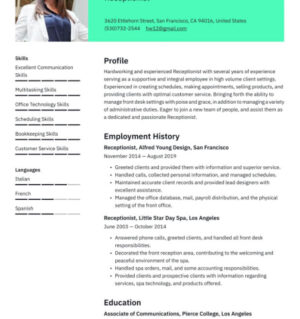 Receptionist
3620 Ettlehorn Street, San Francisco, CA 94016, United States
(530)732-2544 hw12@gmail.com
Skills
Excellent Communication
Skills
Multitasking Skills
Office Technology Skills
Scheduling Skills
Bookkeeping Skills
Customer Service Skills
Languages
Italian
French
Spanish
Profile
Hardworking and experienced Receptionist with several years of experience
serving as a supportive and integral employee in high volume client settings.
Experienced in creating schedules, making appointments, selling products, and
providing clients with optimal customer service. Bringing forth the ability to
manage front desk settings with poise and grace, in addition to managing a variety
of administrative duties. Eager to join a new team of people, and assist them as
a dedicated and passionate Receptionist.
Employment History
Receptionist, Alfred Young Design, San Francisco
November 2014 — August 2019
• Greeted clients and provided them with information and superior service.
• Handled calls, collected personal information, and managed schedules.
• Maintained accurate client records and provided lead designers with
excellent assistance.
• Managed the office database, mail, payroll distribution, and the physical
setting of the front office.
Receptionist, Little Star Day Spa, Los Angeles
June 2003 — October 2014
• Answered phone calls, greeted clients, and handled all front desk
responsibilities.
• Decorated the front reception area, contributing to the welcoming and
peaceful environment of the spa.
• Handled spa orders, mail, and some accounting responsibilities.
• Provided clients and prospective clients with information regarding
services, spa technology, and products offered.
Education
Associate of Communications, Pierce College, Los Angeles